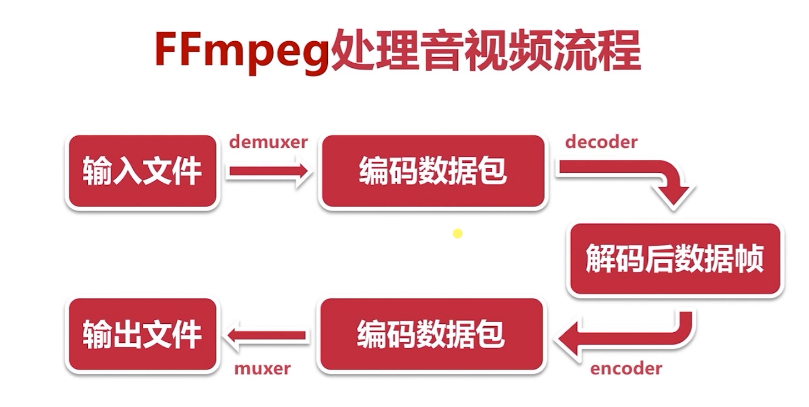 FFmpeg处理音视频流程
demuxer
decoder
输入文件
编码数据包
解码后数据帧
输出文件
编码数据包
muxer
encoder